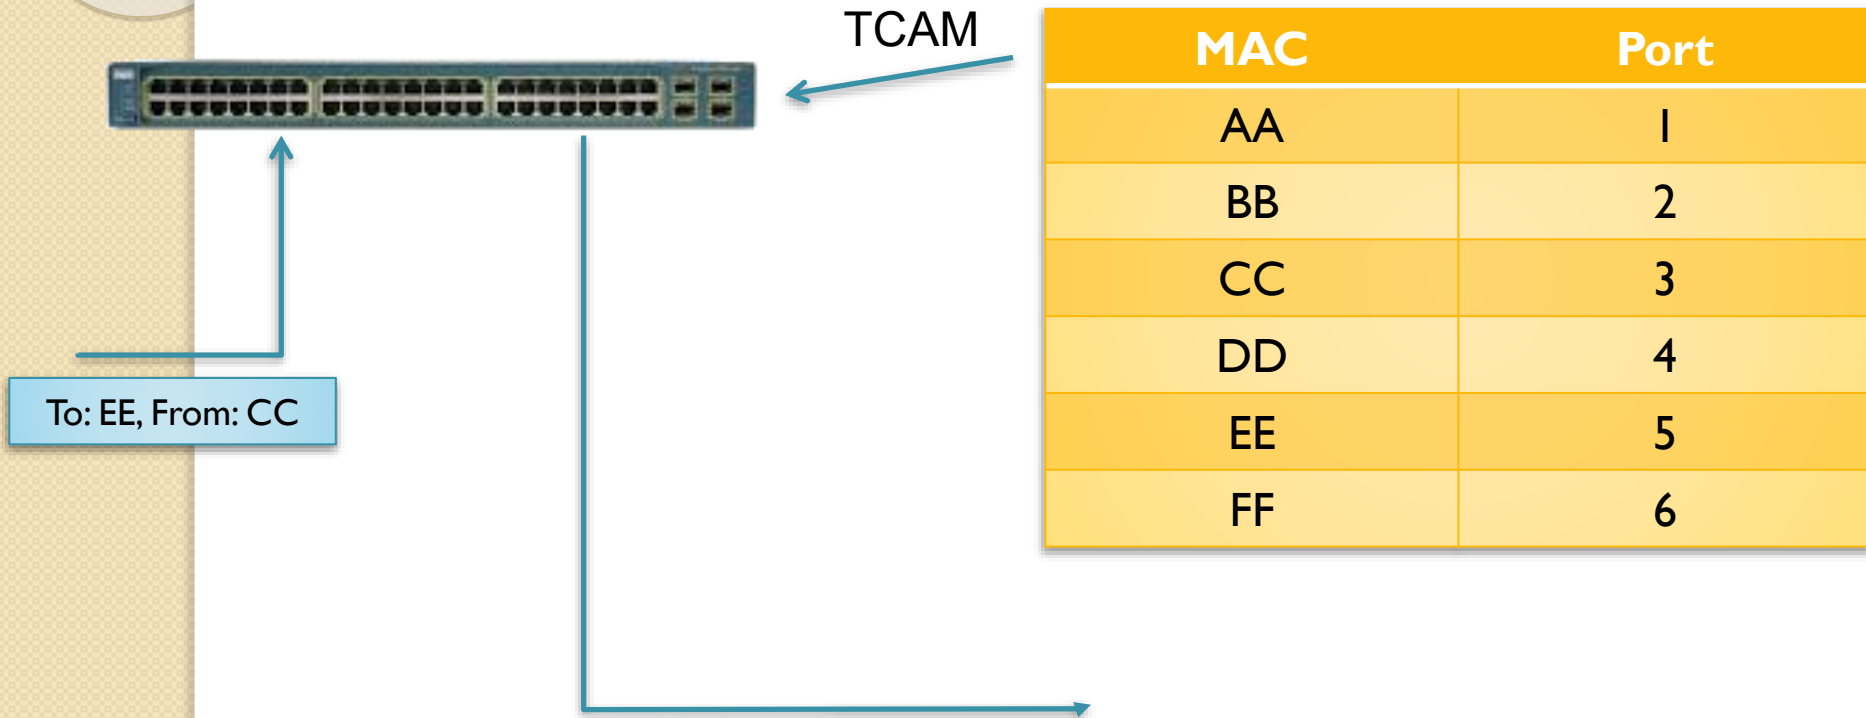 TCAM
MAC Port
AA 1
BB 2
CC 3
DD 4
EE 5
FF 6
To: EE, From: CC